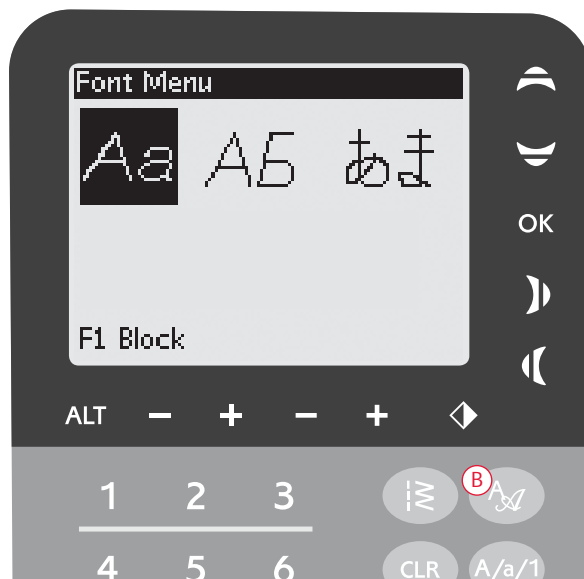 Font Menu
Aa АБ あま
F1 Block
OK
ALT − + − +
1 2 3
B
4 5 6 CLR A/a/1